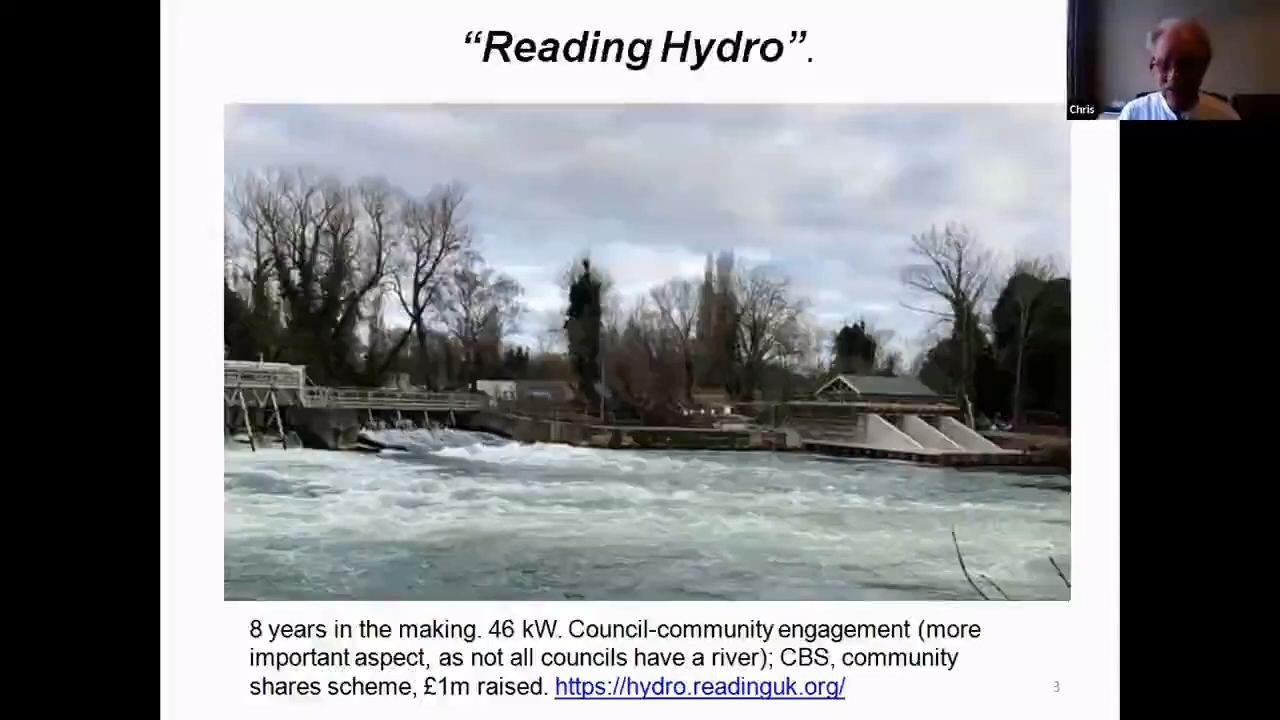 “Reading Hydro”.
Chris
8 years in the making. 46 kW. Council-community engagement (more
important aspect, as not all councils have a river); CBS, community
shares scheme, £1m raised. https://hydro.readinguk.org/
3